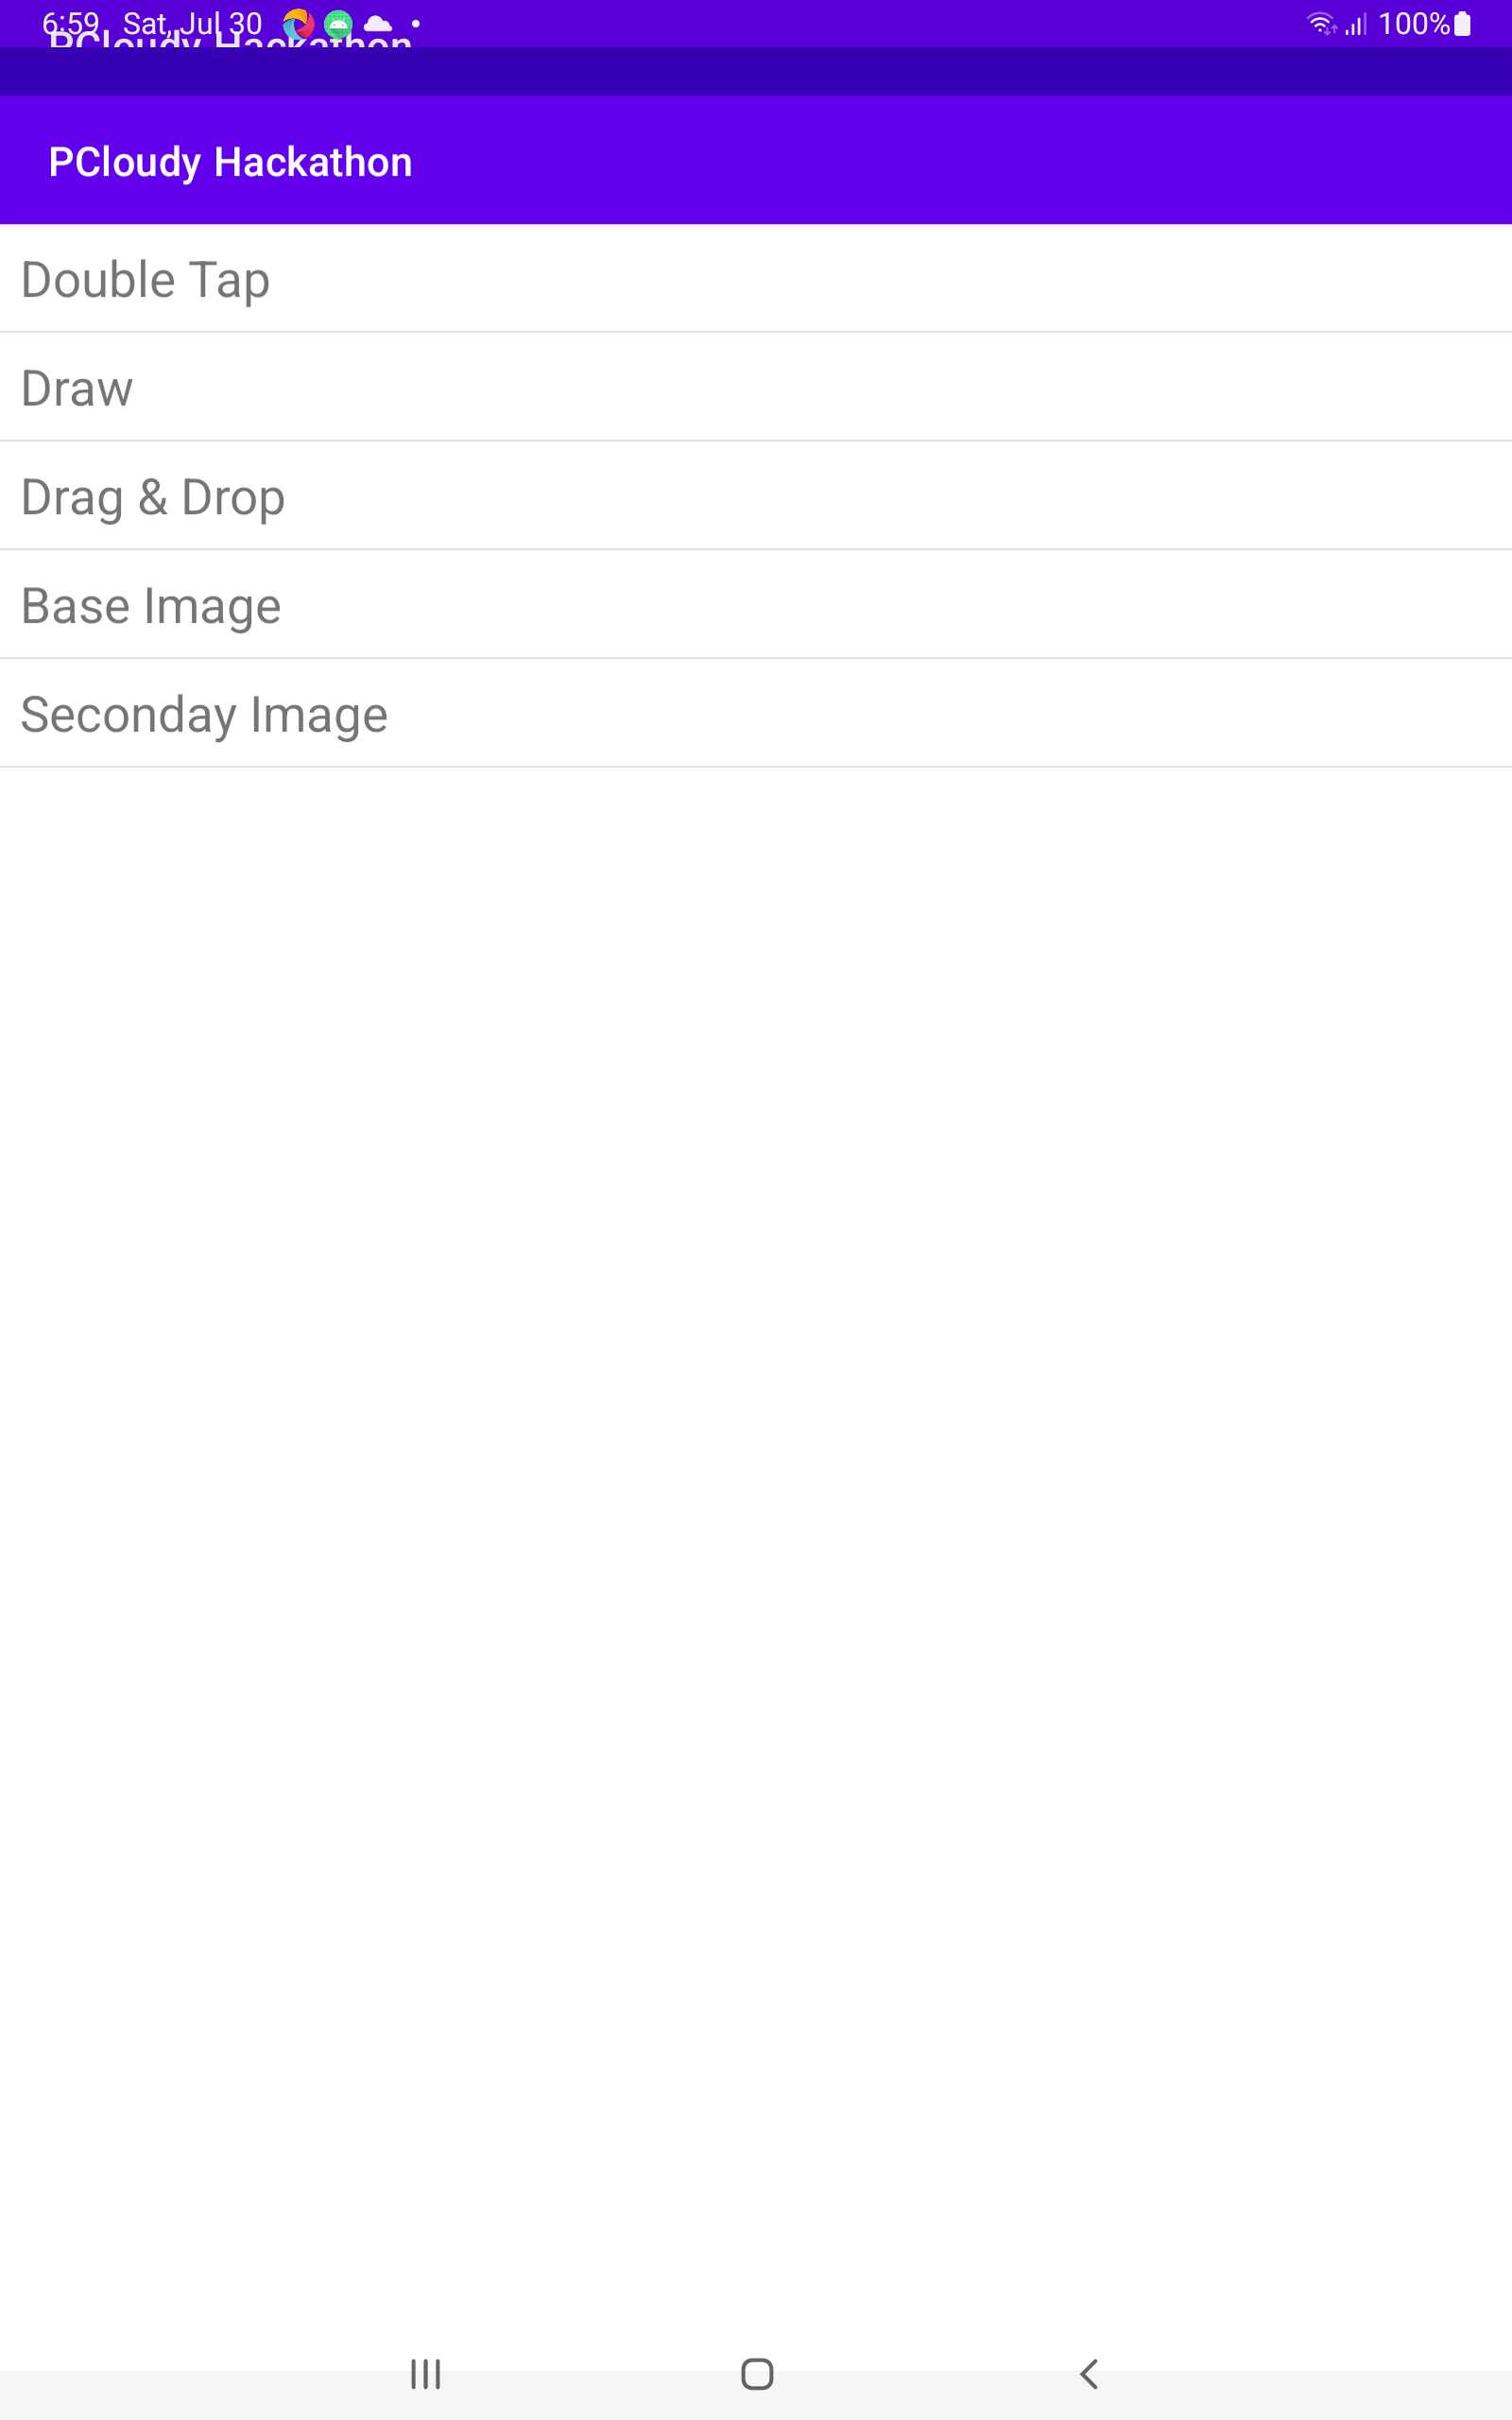 6:59 Sat, Jul 30 100%
PCloudy Hackathon
PCloudy Hackathon
Double Tap
Draw
Drag & Drop
Base Image
Seconday Image